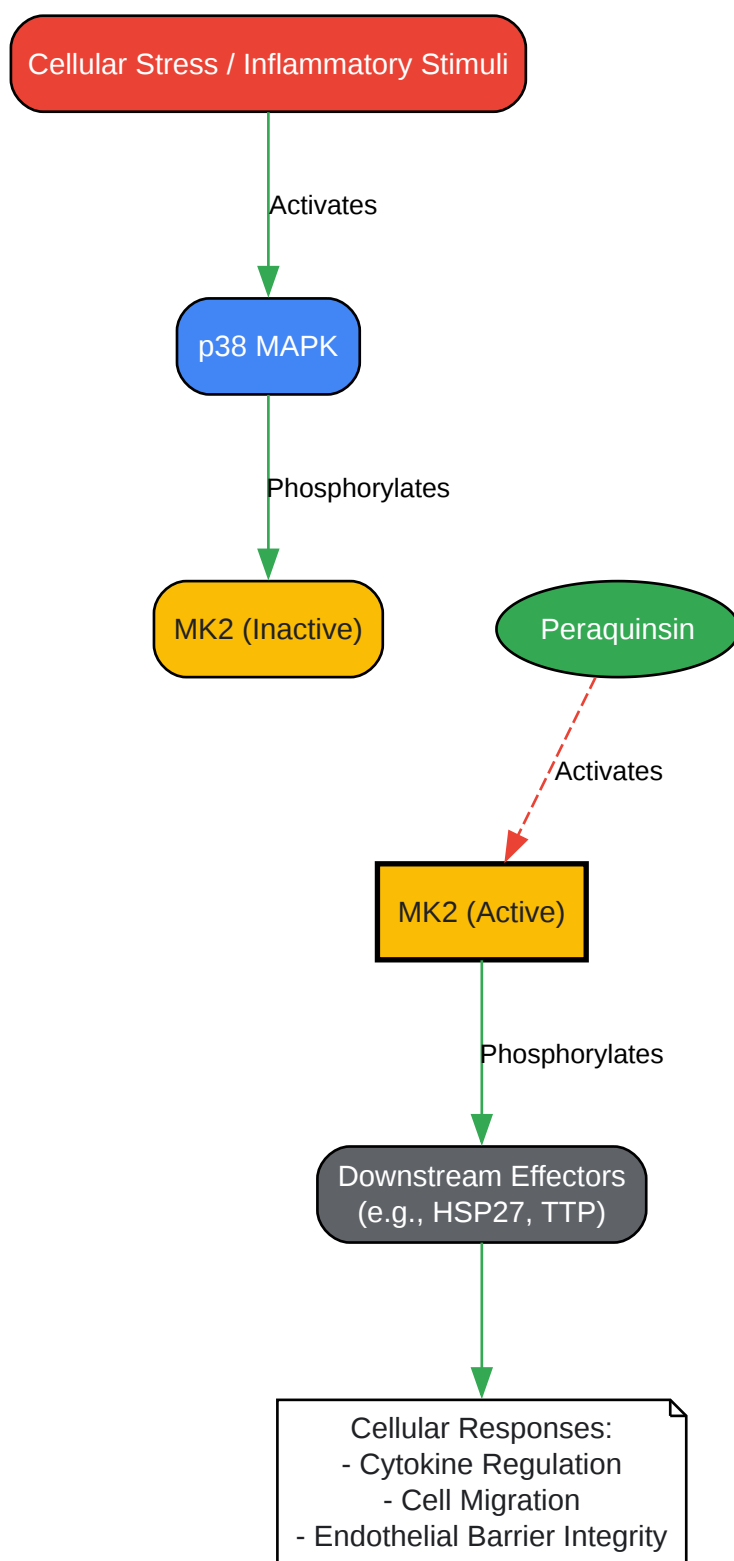 Cellular Stress / Inflammatory Stimuli
Activates
p38 MAPK
Phosphorylates
MK2 (Inactive)
Peraquinsin
Activates
MK2 (Active)
Phosphorylates
Downstream Effectors
(e.g., HSP27, TTP)
Cellular Responses:
- Cytokine Regulation
- Cell Migration
- Endothelial Barrier Integrity